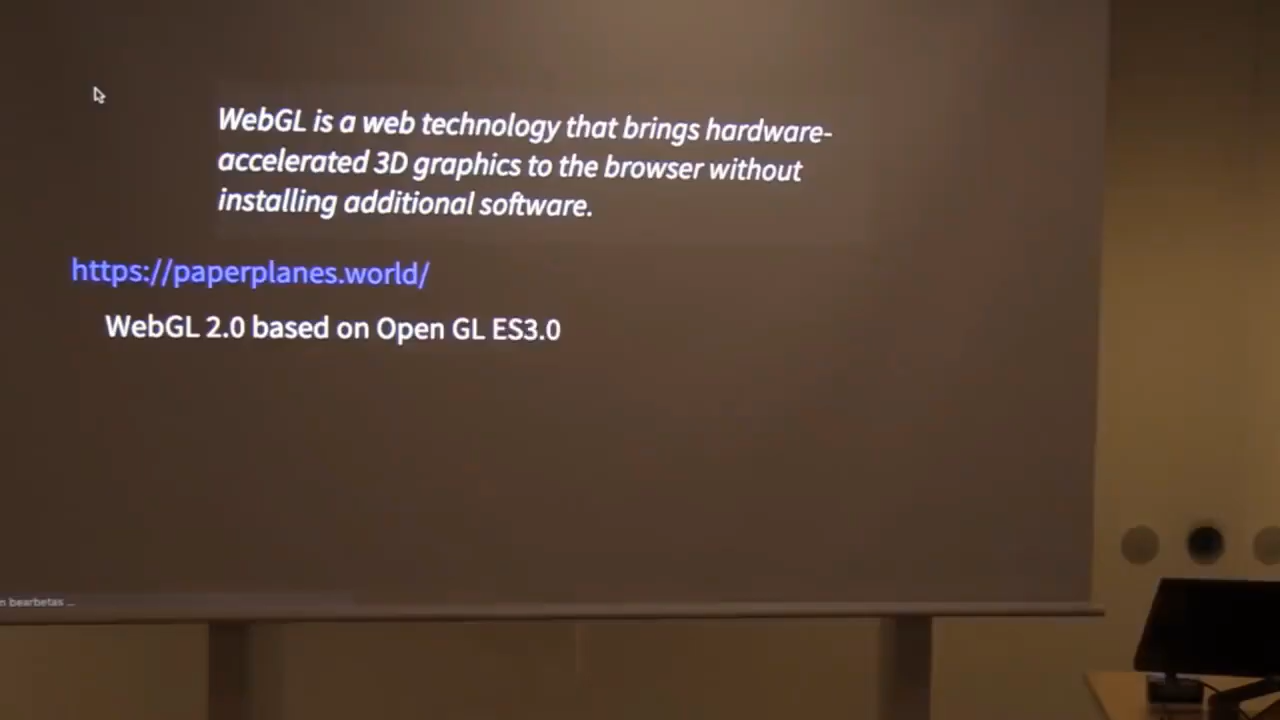 WebGL is a web technology that brings hardware-
accelerated 3D graphics to the browser without
installing additional software.
https://paperplanes.world/
WebGL 2.0 based on Open GL ES3.0
n bearbetas ...